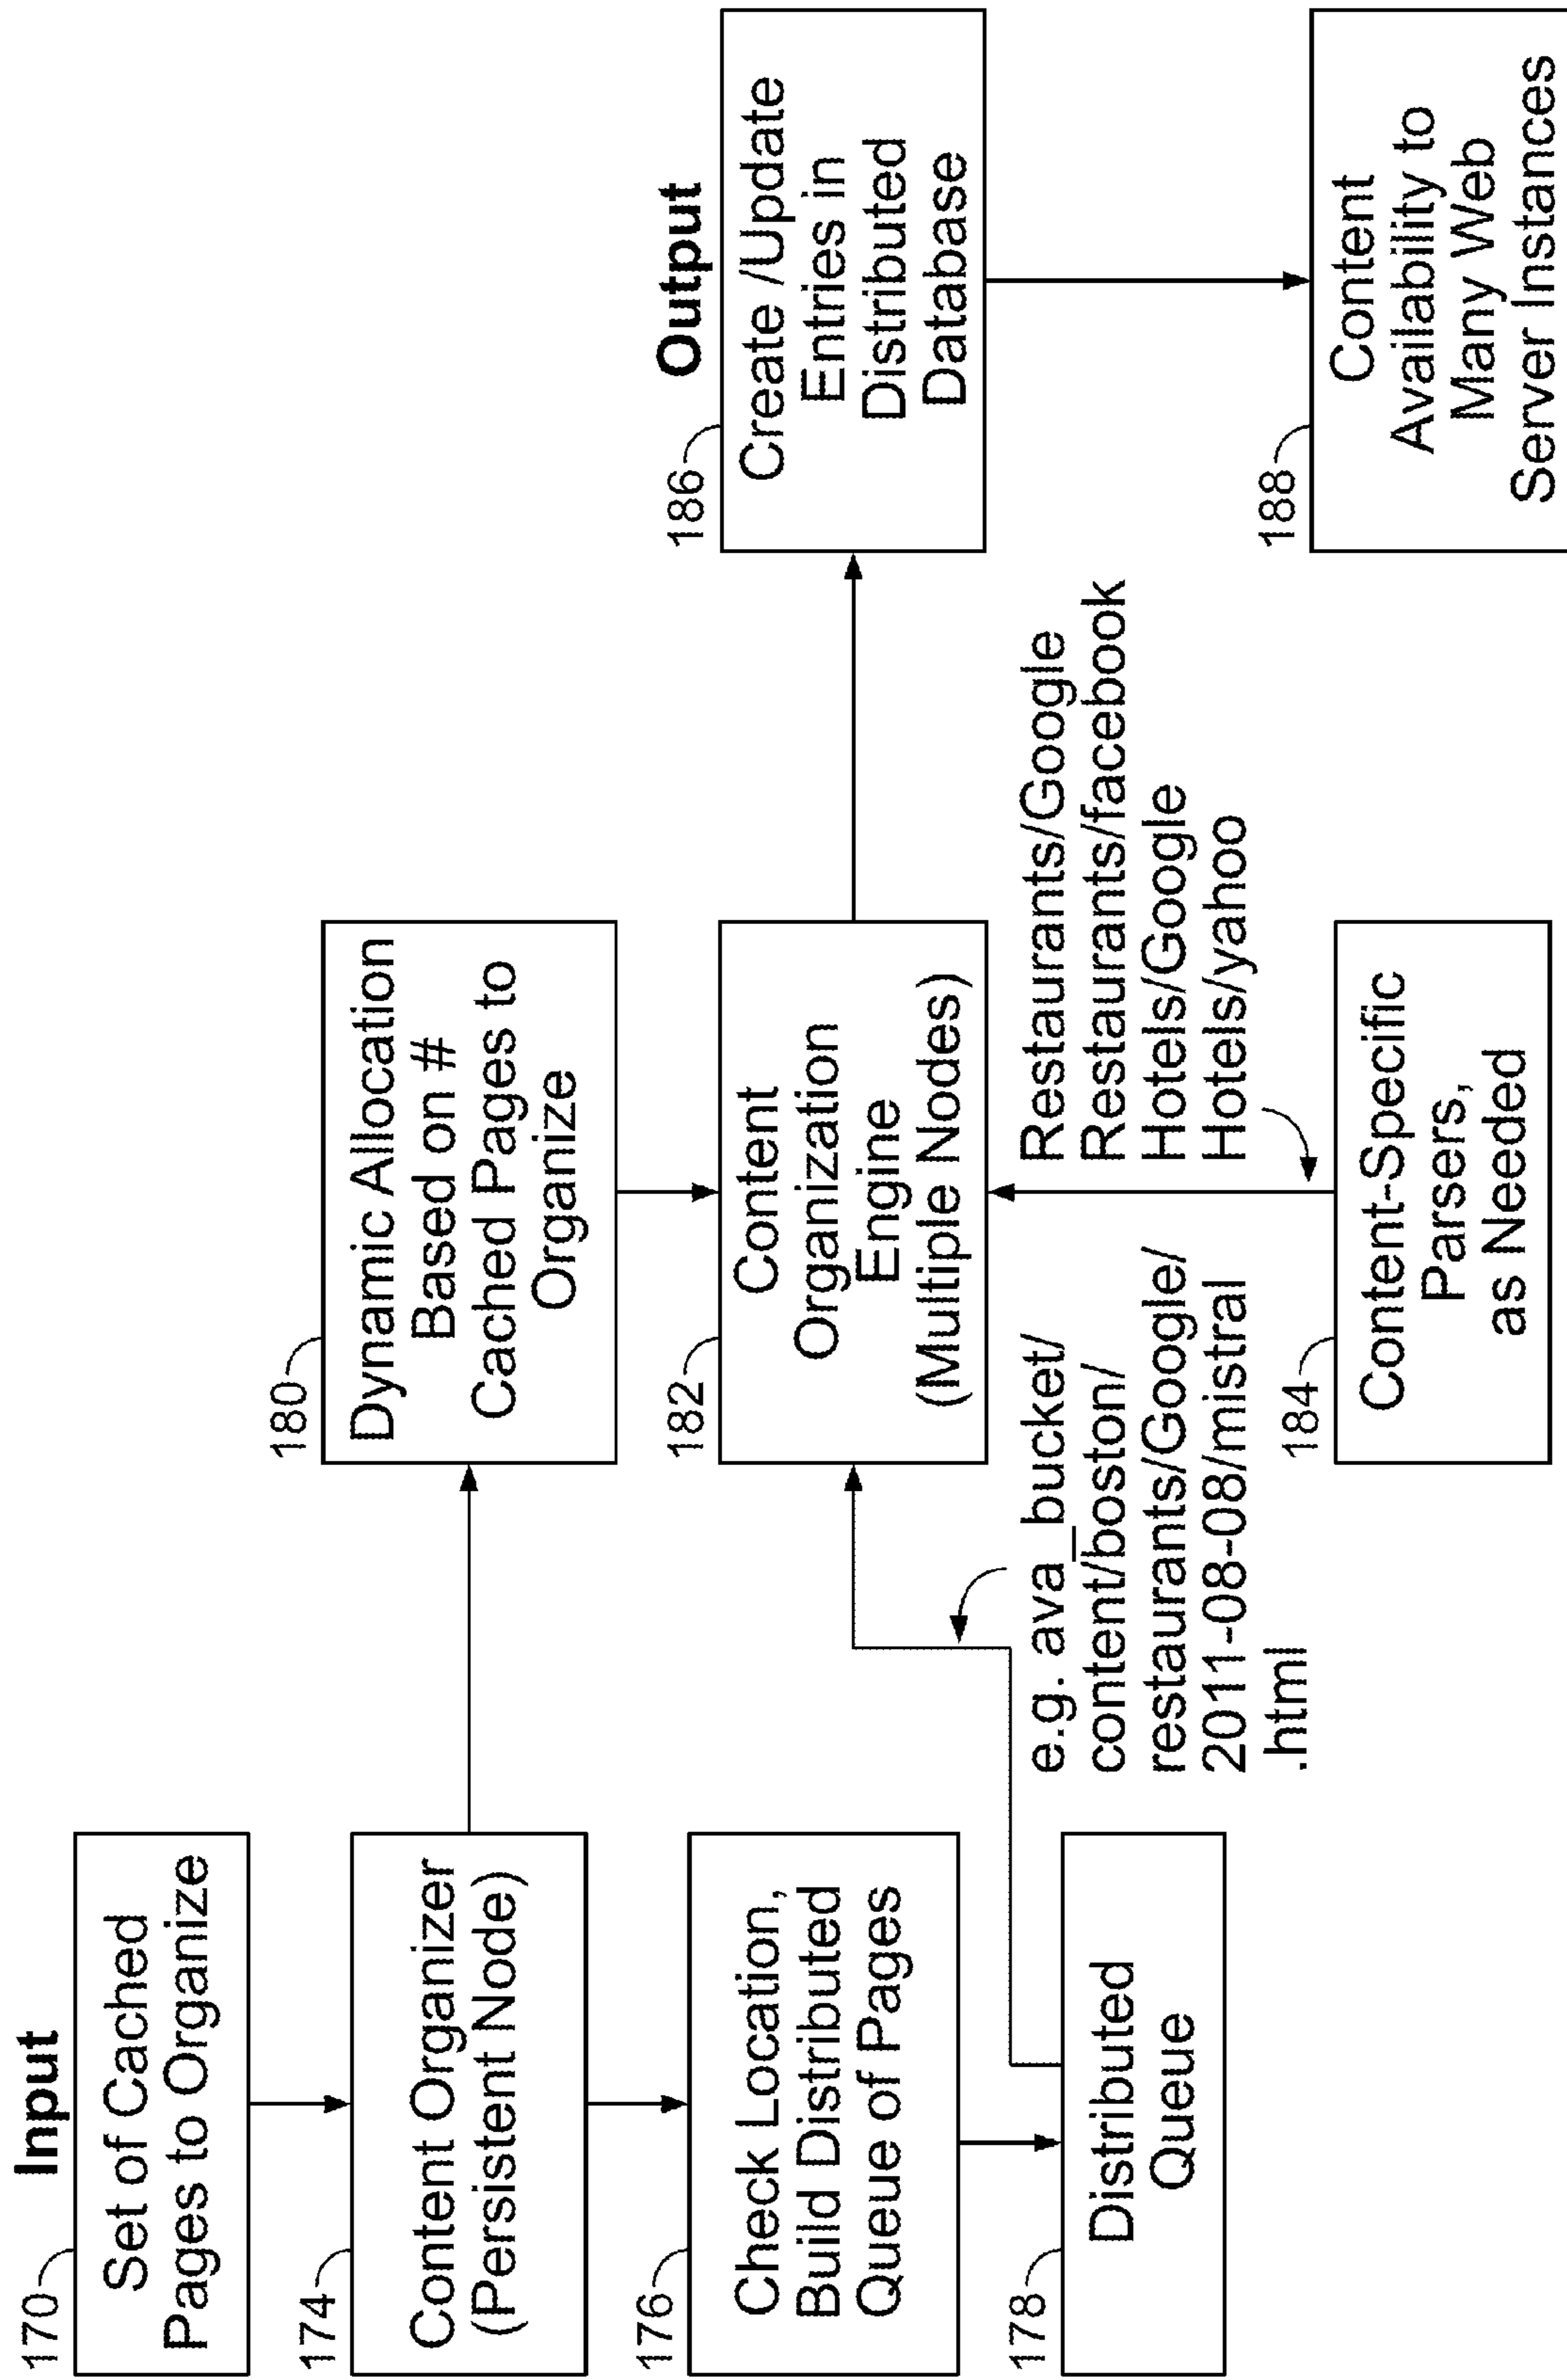 Input
170
Set of Cached
Pages to Organize
174
Content Organizer
(Persistent Node)
176
Check Location,
Build Distributed
Queue of Pages
178
Distributed
Queue
180
Dynamic Allocation
Based on #
Cached Pages to
Organize
182
Content
Organization
Engine
(Multiple Nodes)
e.g. ava_bucket/
content/boston/
restaurants/Google/
2011-08-08/mistral
.html
Restaurants/Google
Restaurants/facebook
Hotels/Google
Hotels/yahoo
184
Content-Specific
Parsers,
as Needed
Output
186
Create /Update
Entries in
Distributed
Database
188
Content
Availability to
Many Web
Server Instances